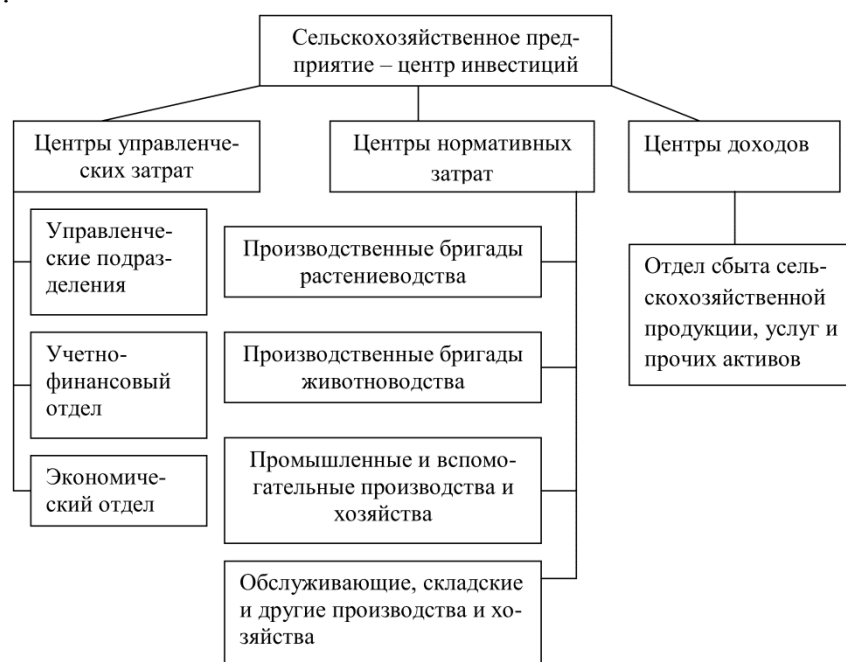 Сельскохозяйственное пред-
приятие – центр инвестиций
Центры управленче-
ских затрат
Центры нормативных
затрат
Центры доходов
Управленче-
ские подраз-
деления
Учетно-
финансовый
отдел
Экономиче-
ский отдел
Производственные бригады
растениеводства
Производственные бригады
животноводства
Промышленные и вспомо-
гательные производства и
хозяйства
Обслуживающие, складские
и другие производства и хо-
зяйства
Отдел сбыта сель-
скохозяйственной
продукции, услуг и
прочих активов